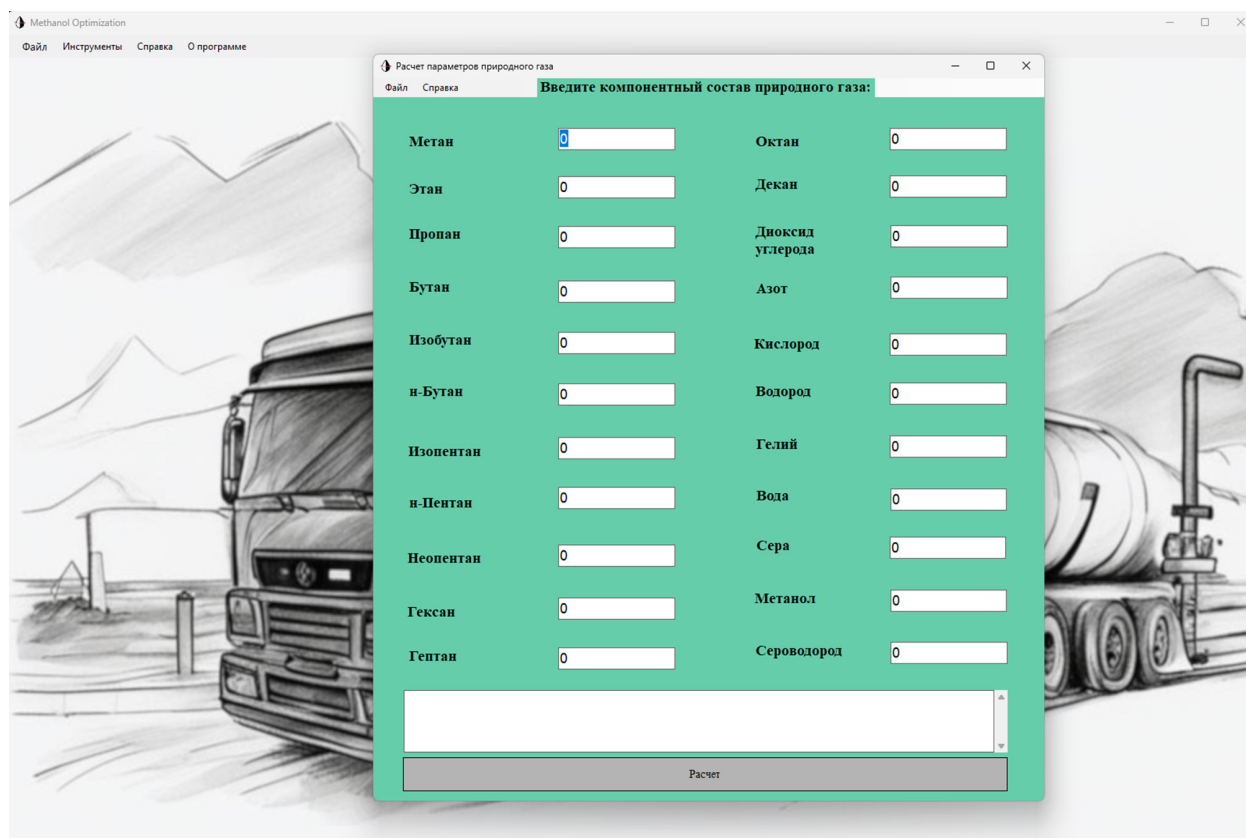 Methanol Optimization
Файл Инструменты Справка О программе
Расчет параметров природного газа
Файл Справка
Введите компонентный состав природного газа:
Метан 0 Октан 0
Этан 0 Декан 0
Пропан 0 Диоксид
углерода 0
Бутан 0 Азот 0
Изобутан 0 Кислород 0
н-Бутан 0 Водород 0
Изопентан 0 Гелий 0
н-Пентан 0 Вода 0
Неопентан 0 Сера 0
Гексан 0 Метанол 0
Гептан 0 Сероводород 0
Расчет